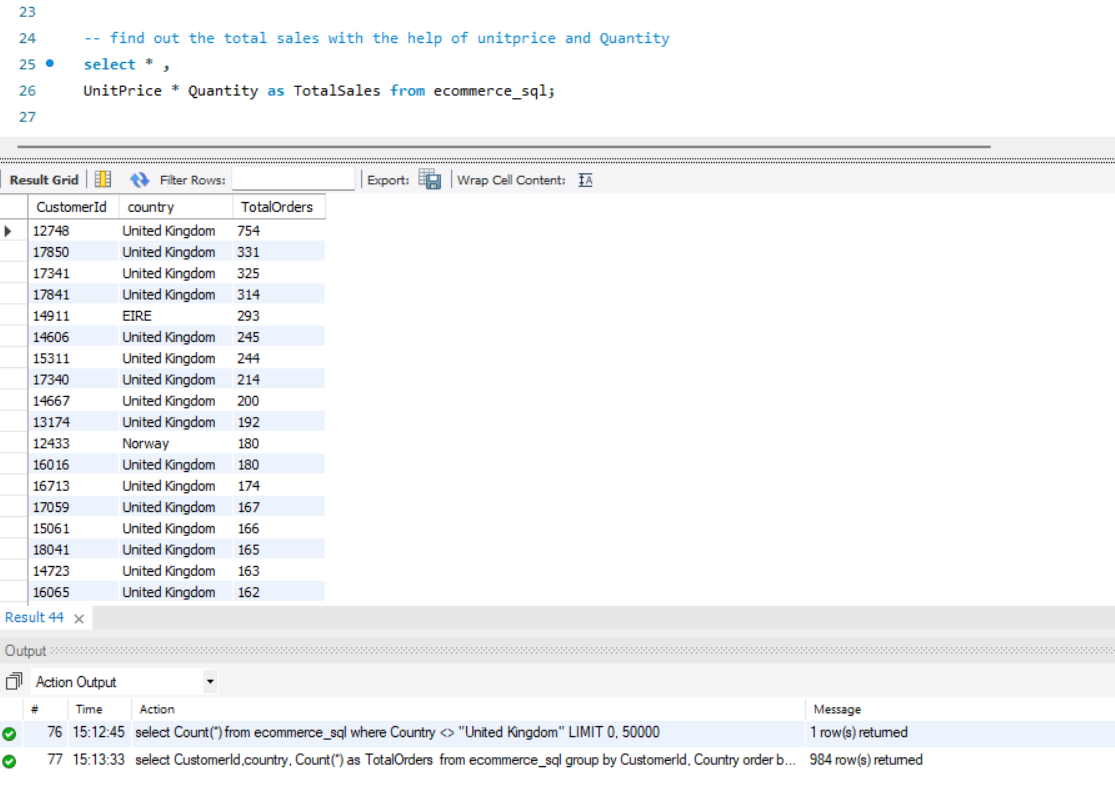 23
24 -- find out the total sales with the help of unitprice and Quantity
25 select * ,
26 UnitPrice * Quantity as TotalSales from ecommerce_sql;
27
Result Grid Filter Rows: Export: Wrap Cell Content: IA
CustomerId country TotalOrders
12748 United Kingdom 754
17850 United Kingdom 331
17341 United Kingdom 325
17841 United Kingdom 314
14911 EIRE 293
14606 United Kingdom 245
15311 United Kingdom 244
17340 United Kingdom 214
14667 United Kingdom 200
13174 United Kingdom 192
12433 Norway 180
16016 United Kingdom 180
16713 United Kingdom 174
17059 United Kingdom 167
15061 United Kingdom 166
18041 United Kingdom 165
14723 United Kingdom 163
16065 United Kingdom 162
Result 44 ×
Output
Action Output
# Time Action Message
76 15:12:45 select Count(*) from ecommerce_sql where Country <> "United Kingdom" LIMIT 0, 50000 1 row(s) returned
77 15:13:33 select CustomerId,country, Count(*) as TotalOrders from ecommerce_sql group by CustomerId, Country order b... 984 row(s) returned